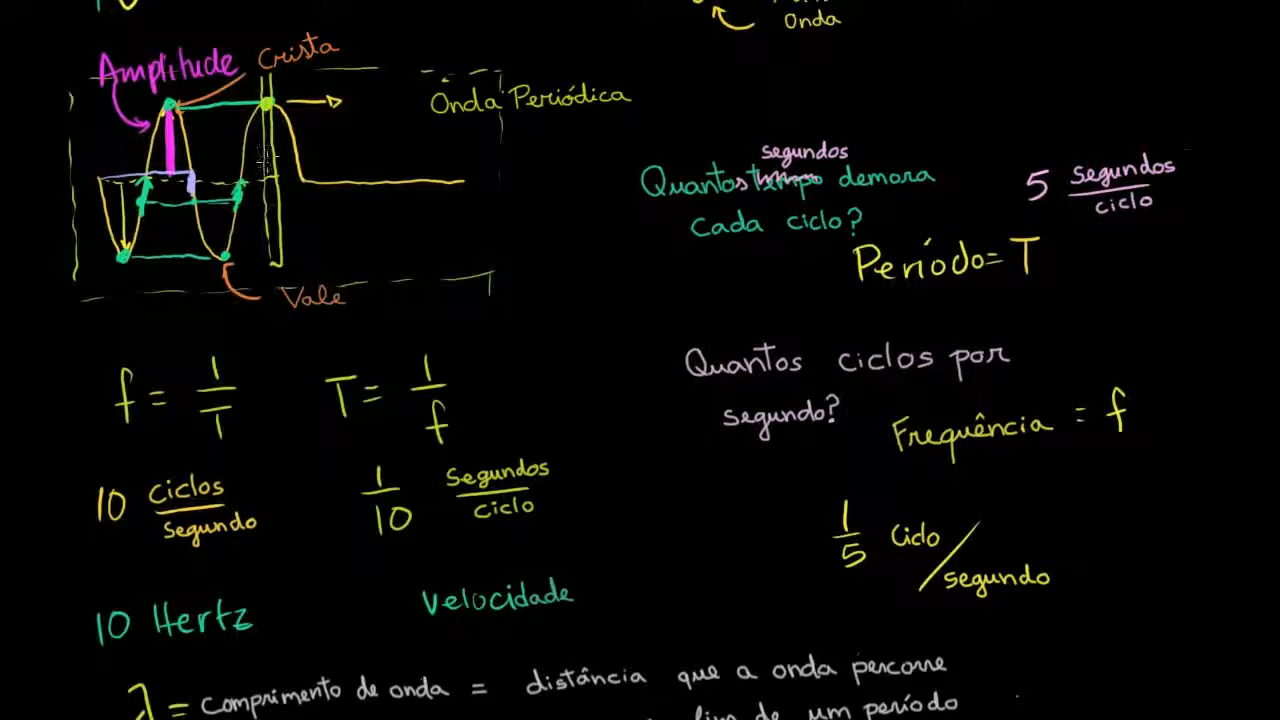 Onda
Amplitude
Crista
Onda Periódica
segundos
Quantos tempo demora
cada ciclo?
5 segundos
ciclo
Período = T
Vale
f = 1/T
T = 1/f
Quantos ciclos por
segundo?
Frequência = f
10 ciclos
segundo
1/10 segundos
ciclo
1/5 ciclo/
segundo
10 Hertz
Velocidade
λ = comprimento de onda = distância que a onda percorre
de um período